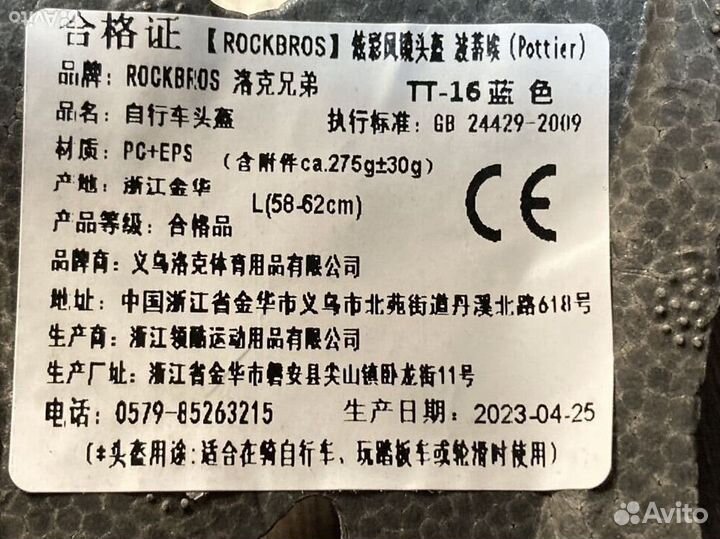 Avito
合格证 【ROCKBROS】炫彩风镜头盔 波蒂埃(Pottier)
品牌: ROCKBROS 洛克兄弟 TT-16蓝色
品名: 自行车头盔 执行标准: GB 24429-2009
材质: PC+EPS (含附件ca.275g±30g)
产地: 浙江金华 L(58-62cm) CE
产品等级: 合格品
品牌商: 义乌洛克体育用品有限公司
地址: 中国浙江省金华市义乌市北苑街道丹溪北路618号
生产商: 浙江领酷运动用品有限公司
生产厂址: 浙江省金华市磐安县尖山镇卧龙街11号
电话: 0579-85263215 生产日期: 2023-04-25
(*头盔用途:适合在骑自行车、玩踏板车或轮滑时使用)
Avito